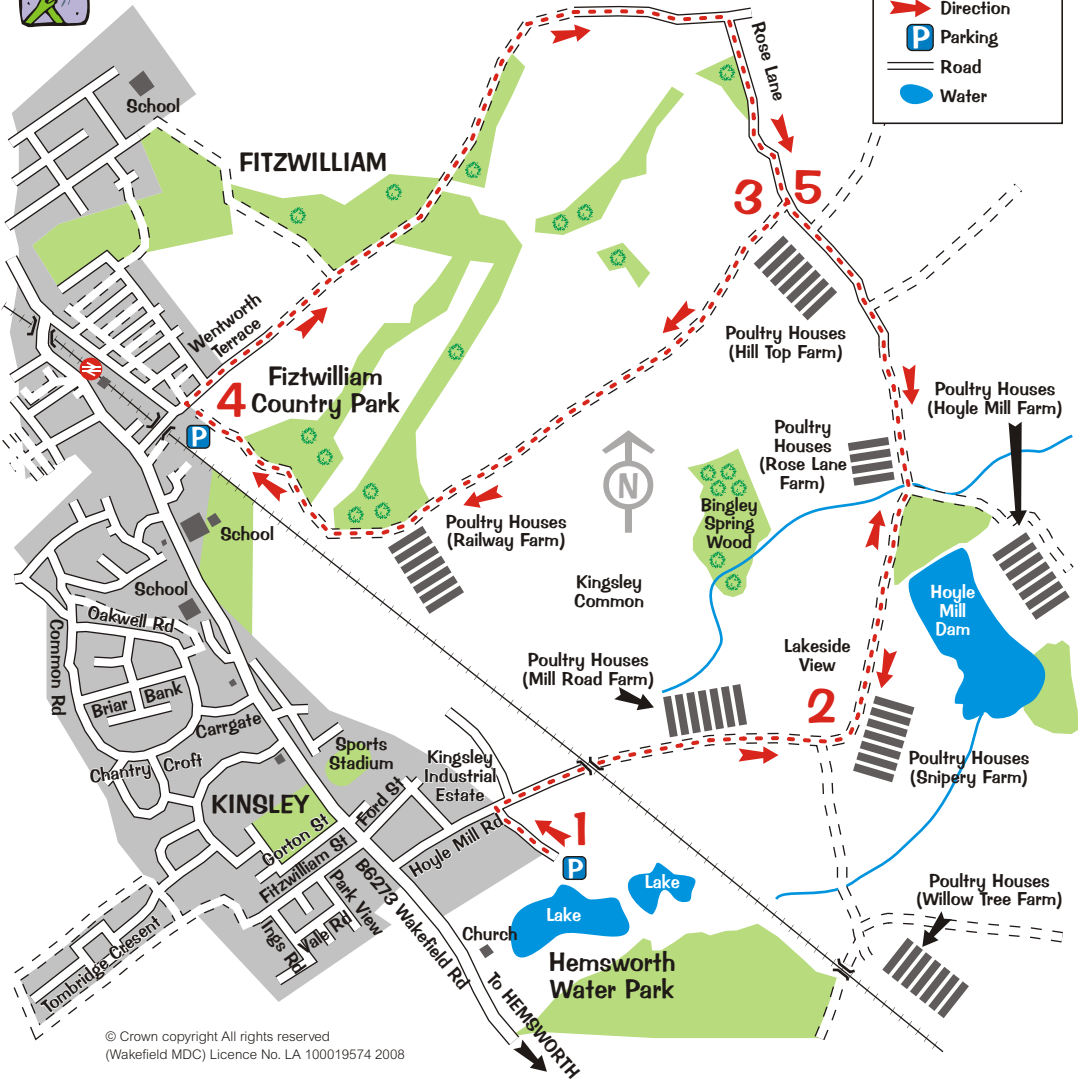 Direction
P Parking
Road
Water
School
FITZWILLIAM
Rose Lane
3
5
Wentworth
Terrace
Poultry Houses
(Hill Top Farm)
4
Fiztwilliam
Country Park
P
Poultry Houses
(Hoyle Mill Farm)
Poultry
Houses
(Rose Lane
Farm)
N
Bingley
Spring
Wood
School
Poultry Houses
(Railway Farm)
Kingsley
Common
Hoyle
Mill
Dam
School
Oakwell Rd
Common Rd
Lakeside
View
2
Poultry Houses
(Mill Road Farm)
Briar
Bank
Carrgate
Chantry
Croft
Sports
Stadium
Kingsley
Industrial
Estate
Poultry Houses
(Snipery Farm)
KINSLEY
Ford St
Gorton St
Hoyle Mill Rd
1
P
Fitzwilliam St
Park View
B6273 Wakefield Rd
Lake
Lake
Poultry Houses
(Willow Tree Farm)
Ings Rd
Vale Rd
Tombridge Cresent
Church
Hemsworth
Water Park
To HEMSWORTH
© Crown copyright All rights reserved
(Wakefield MDC) Licence No. LA 100019574 2008